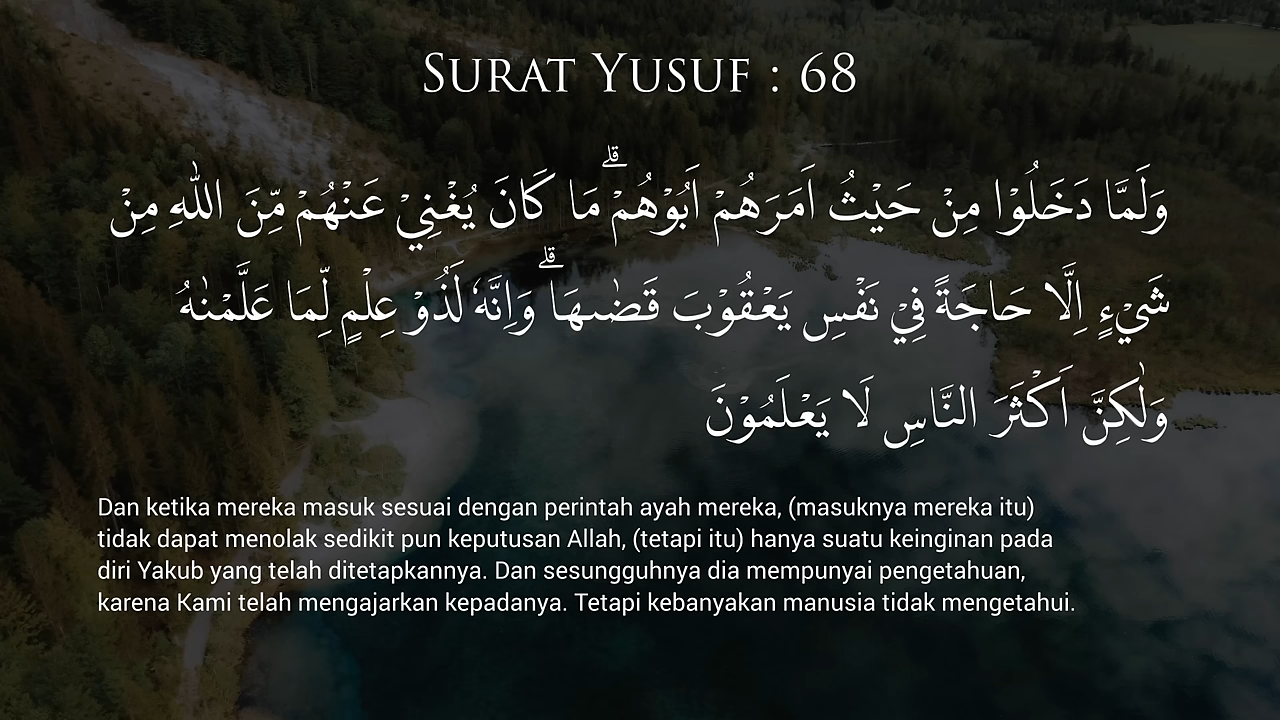 SURAT YUSUF : 68
وَلَمَّا دَخَلُوْا مِنْ حَيْثُ اَمَرَهُمْ اَبُوْهُمْۗ مَا كَانَ يُغْنِيْ عَنْهُمْ مِّنَ اللّٰهِ مِنْ
شَيْءٍ اِلَّا حَاجَةً فِيْ نَفْسِ يَعْقُوْبَ قَضٰىهَاۗ وَاِنَّهٗ لَذُوْ عِلْمٍ لِّمَا عَلَّمْنٰهُ
وَلٰكِنَّ اَكْثَرَ النَّاسِ لَا يَعْلَمُوْنَ
Dan ketika mereka masuk sesuai dengan perintah ayah mereka, (masuknya mereka itu)
tidak dapat menolak sedikit pun keputusan Allah, (tetapi itu) hanya suatu keinginan pada
diri Yakub yang telah ditetapkannya. Dan sesungguhnya dia mempunyai pengetahuan,
karena Kami telah mengajarkan kepadanya. Tetapi kebanyakan manusia tidak mengetahui.